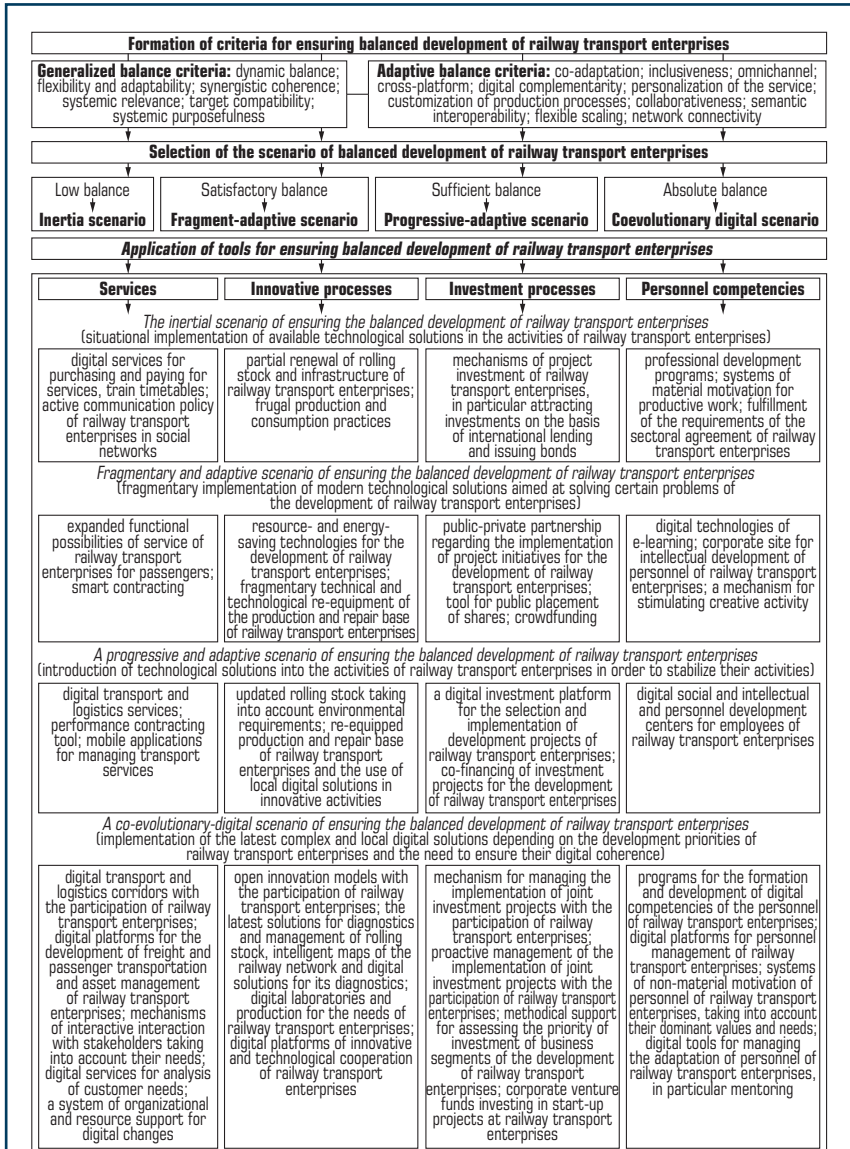 Formation of criteria for ensuring balanced development of railway transport enterprises
Generalized balance criteria: dynamic balance;
flexibility and adaptability; synergistic coherence;
systemic relevance; target compatibility;
systemic purposefulness
Adaptive balance criteria: co-adaptation; inclusiveness; omnichannel;
cross-platform; digital complementarity; personalization of the service;
customization of production processes; collaborativeness; semantic
interoperability; flexible scaling; network connectivity
Selection of the scenario of balanced development of railway transport enterprises
Low balance
Inertia scenario
Satisfactory balance
Fragment-adaptive scenario
Sufficient balance
Progressive-adaptive scenario
Absolute balance
Coevolutionary digital scenario
Application of tools for ensuring balanced development of railway transport enterprises
Services
Innovative processes
Investment processes
Personnel competencies
The inertial scenario of ensuring the balanced development of railway transport enterprises
(situational implementation of available technological solutions in the activities of railway transport enterprises)
digital services for
purchasing and paying for
services, train timetables;
active communication policy
of railway transport
enterprises in social
networks
partial renewal of rolling
stock and infrastructure of
railway transport enterprises;
frugal production and
consumption practices
mechanisms of project
investment of railway
transport enterprises,
in particular attracting
investments on the basis
of international lending
and issuing bonds
professional development
programs; systems of
material motivation for
productive work; fulfillment
of the requirements of the
sectoral agreement of railway
transport enterprises
Fragmentary and adaptive scenario of ensuring the balanced development of railway transport enterprises
(fragmentary implementation of modern technological solutions aimed at solving certain problems of
the development of railway transport enterprises)
expanded functional
possibilities of service of
railway transport
enterprises for passengers;
smart contracting
resource- and energy-
saving technologies for the
development of railway
transport enterprises;
fragmentary technical and
technological re-equipment of
the production and repair base
of railway transport enterprises
public-private partnership
regarding the implementation
of project initiatives for the
development of railway
transport enterprises;
tool for public placement
of shares; crowdfunding
digital technologies of
e-learning; corporate site for
intellectual development of
personnel of railway transport
enterprises; a mechanism for
stimulating creative activity
A progressive and adaptive scenario of ensuring the balanced development of railway transport enterprises
(introduction of technological solutions into the activities of railway transport enterprises in order to stabilize their activities)
digital transport and
logistics services;
performance contracting
tool; mobile applications
for managing transport
services
updated rolling stock taking
into account environmental
requirements; re-equipped
production and repair base
of railway transport
enterprises and the use of
local digital solutions in
innovative activities
a digital investment platform
for the selection and
implementation of
development projects of
railway transport enterprises;
co-financing of investment
projects for the development
of railway transport enterprises
digital social and intellectual
and personnel development
centers for employees of
railway transport enterprises
A co-evolutionary-digital scenario of ensuring the balanced development of railway transport enterprises
(implementation of the latest complex and local digital solutions depending on the development priorities of
railway transport enterprises and the need to ensure their digital coherence)
digital transport and
logistics corridors with
the participation of railway
transport enterprises;
digital platforms for the
development of freight and
passenger transportation
and asset management
of railway transport
enterprises; mechanisms
of interactive interaction
with stakeholders taking
into account their needs;
digital services for analysis
of customer needs;
a system of organizational
and resource support for
digital changes
open innovation models with
the participation of railway
transport enterprises; the
latest solutions for diagnostics
and management of rolling
stock, intelligent maps of the
railway network and digital
solutions for its diagnostics;
digital laboratories and
production for the needs of
railway transport enterprises;
digital platforms of innovative
and technological cooperation
of railway transport
enterprises
mechanism for managing the
implementation of joint
investment projects with the
participation of railway
transport enterprises;
proactive management of the
implementation of joint
investment projects with the
participation of railway transport
enterprises; methodical support
for assessing the priority of
investment of business
segments of the development
of railway transport
enterprises; corporate venture
funds investing in start-up
projects at railway transport
enterprises
programs for the formation
and development of digital
competencies of the personnel
of railway transport enterprises;
digital platforms for personnel
management of railway
transport enterprises; systems
of non-material motivation of
personnel of railway transport
enterprises, taking into account
their dominant values and needs;
digital tools for managing
the adaptation of personnel of
railway transport enterprises,
in particular mentoring